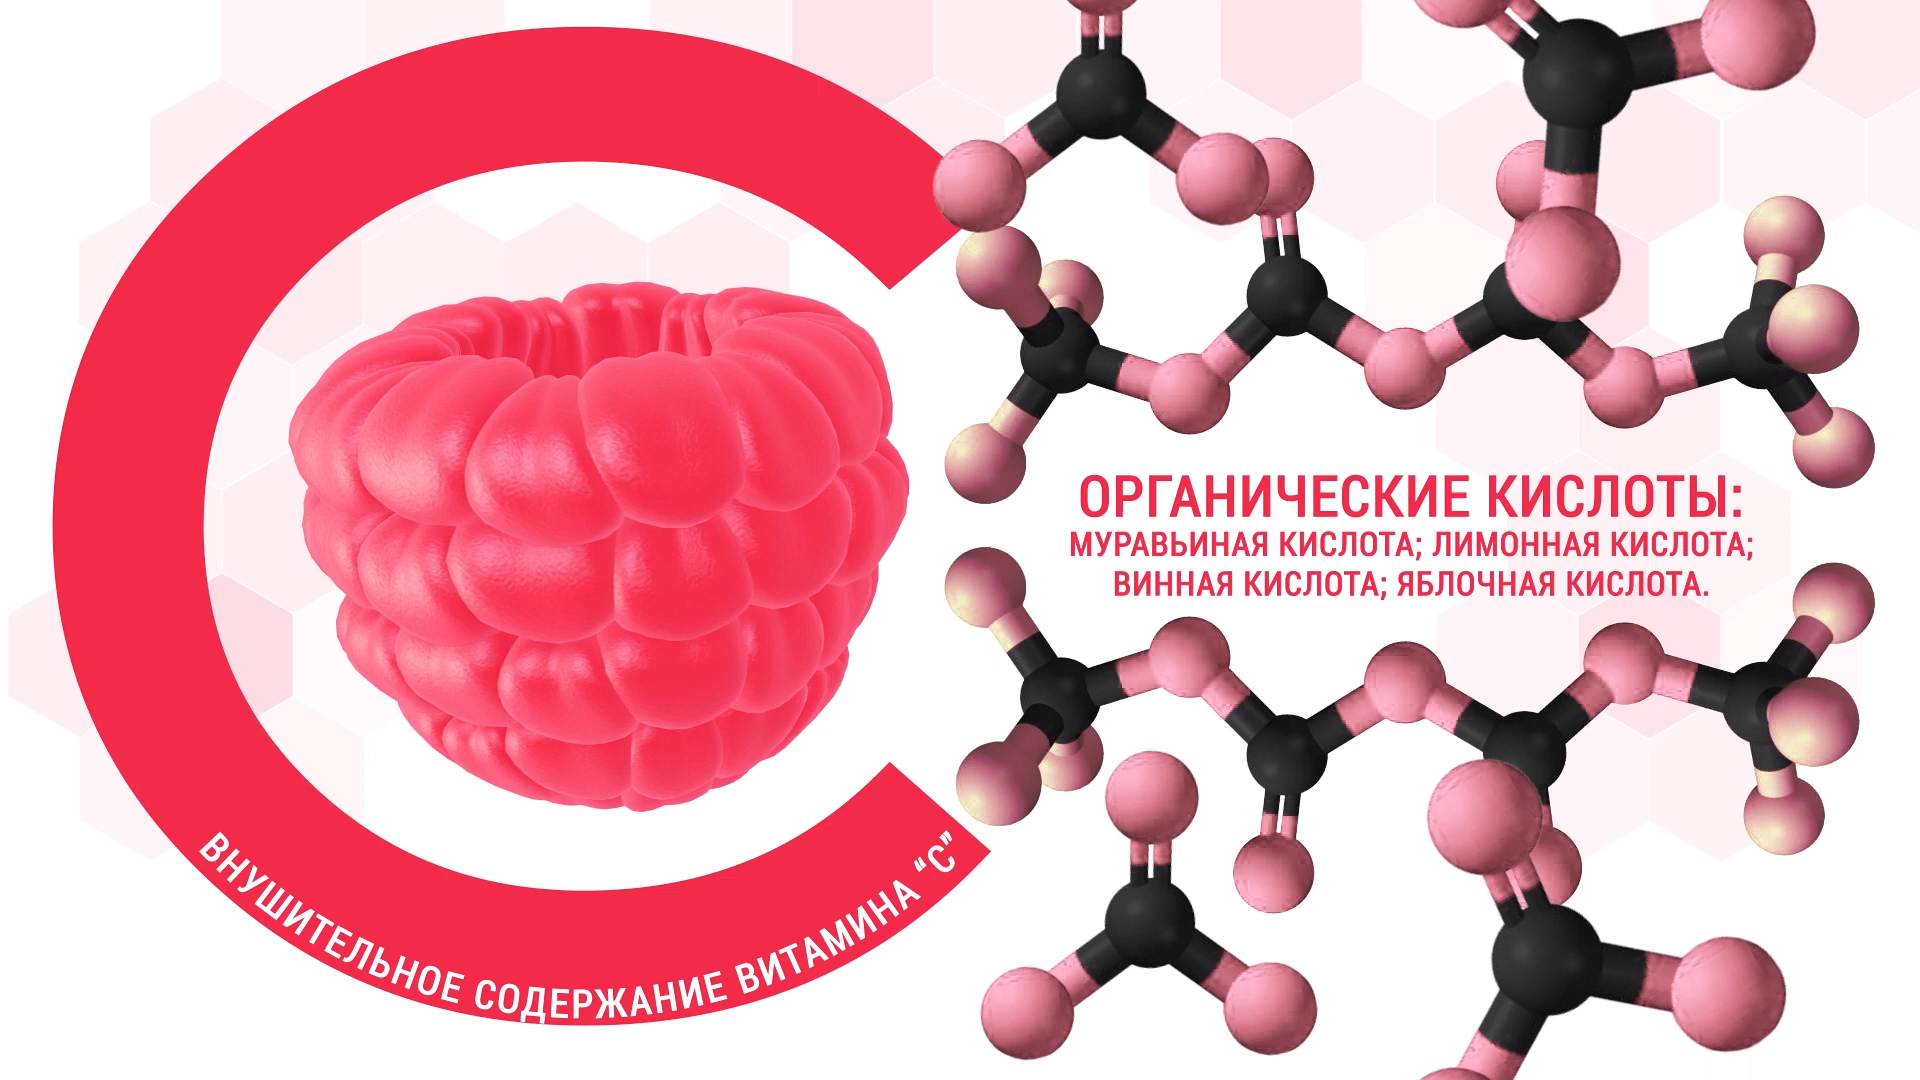 ОРГАНИЧЕСКИЕ КИСЛОТЫ:
МУРАВЬИНАЯ КИСЛОТА; ЛИМОННАЯ КИСЛОТА;
ВИННАЯ КИСЛОТА; ЯБЛОЧНАЯ КИСЛОТА.
ВНУШИТЕЛЬНОЕ СОДЕРЖАНИЕ ВИТАМИНА “С”